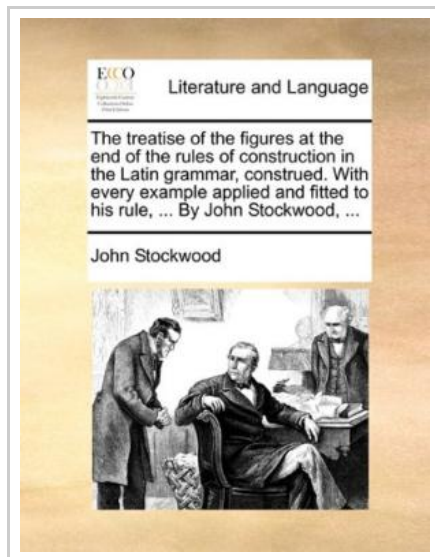 ECCO
Literature and Language
The treatise of the figures at the
end of the rules of construction in
the Latin grammar, construed. With
every example applied and fitted to
his rule, ... By John Stockwood, ...
John Stockwood